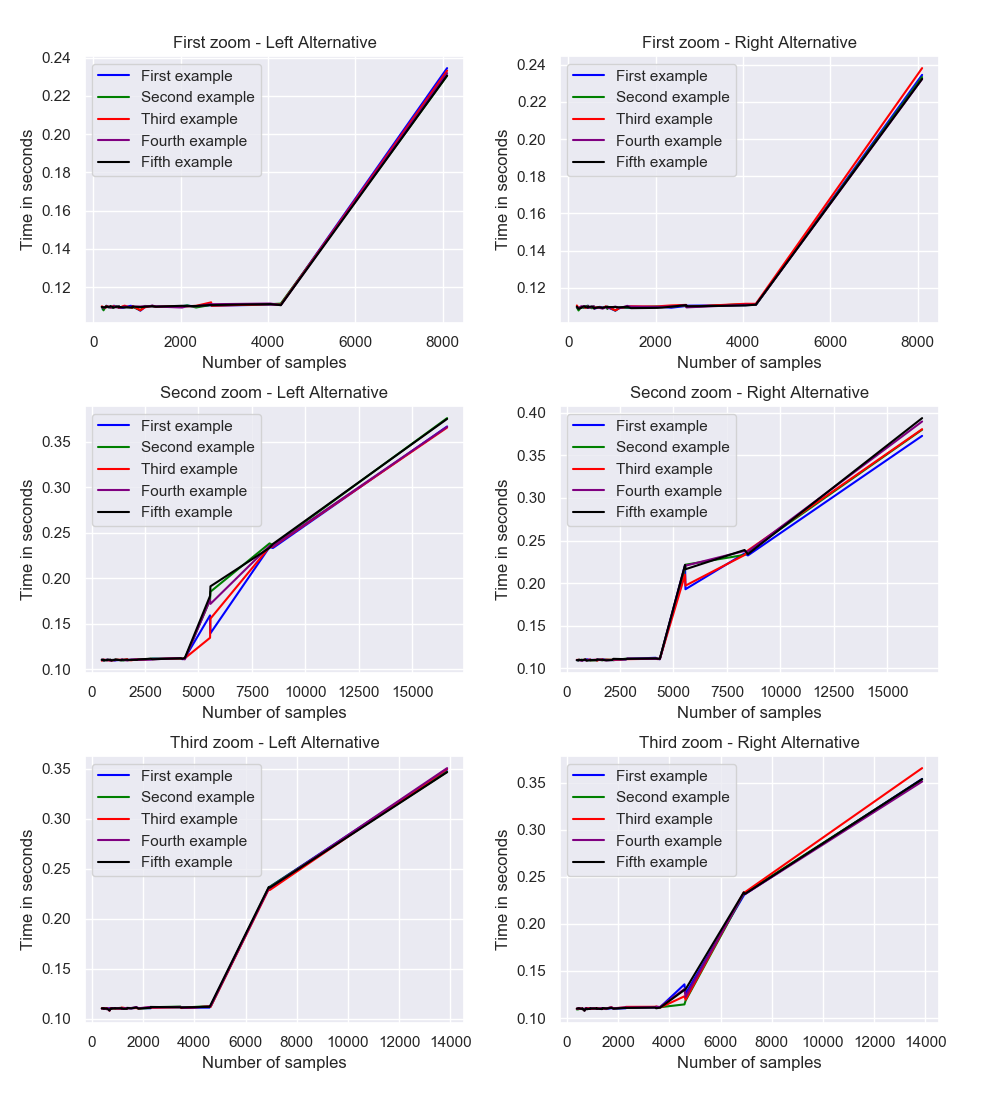 First zoom - Left Alternative
Time in seconds
0.24
0.22
0.20
0.18
0.16
0.14
0.12
First example
Second example
Third example
Fourth example
Fifth example
0 2000 4000 6000 8000
Number of samples
First zoom - Right Alternative
Time in seconds
0.24
0.22
0.20
0.18
0.16
0.14
0.12
First example
Second example
Third example
Fourth example
Fifth example
0 2000 4000 6000 8000
Number of samples
Second zoom - Left Alternative
Time in seconds
0.35
0.30
0.25
0.20
0.15
0.10
First example
Second example
Third example
Fourth example
Fifth example
0 2500 5000 7500 10000 12500 15000
Number of samples
Second zoom - Right Alternative
Time in seconds
0.40
0.35
0.30
0.25
0.20
0.15
0.10
First example
Second example
Third example
Fourth example
Fifth example
0 2500 5000 7500 10000 12500 15000
Number of samples
Third zoom - Left Alternative
Time in seconds
0.35
0.30
0.25
0.20
0.15
0.10
First example
Second example
Third example
Fourth example
Fifth example
0 2000 4000 6000 8000 10000 12000 14000
Number of samples
Third zoom - Right Alternative
Time in seconds
0.35
0.30
0.25
0.20
0.15
0.10
First example
Second example
Third example
Fourth example
Fifth example
0 2000 4000 6000 8000 10000 12000 14000
Number of samples